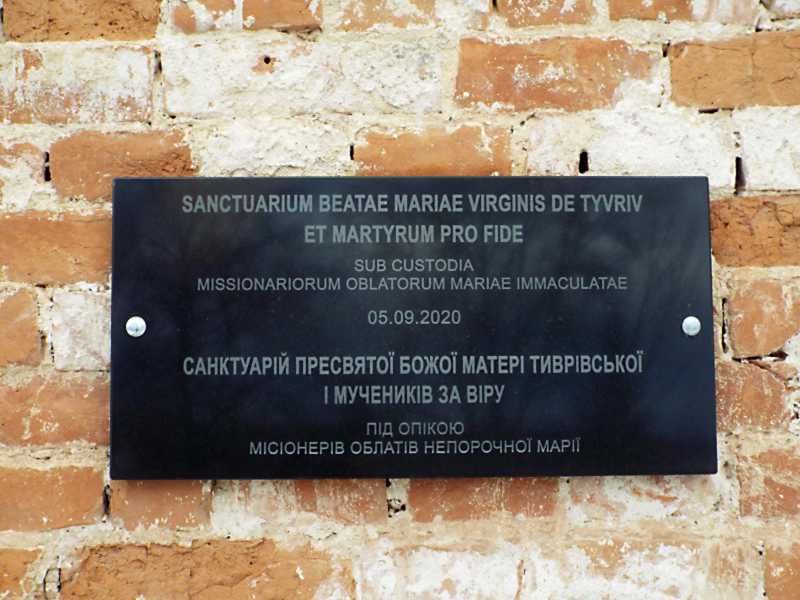 SANCTUARIUM BEATAE MARIAE VIRGINIS DE TYVRIV
ET MARTYRUM PRO FIDE
SUB CUSTODIA
MISSIONARIORUM OBLATORUM MARIAE IMMACULATAE
05.09.2020
САНКТУАРІЙ ПРЕСВЯТОЇ БОЖОЇ МАТЕРІ ТИВРІВСЬКОЇ
І МУЧЕНИКІВ ЗА ВІРУ
ПІД ОПІКОЮ
МІСІОНЕРІВ ОБЛАТІВ НЕПОРОЧНОЇ МАРІЇ